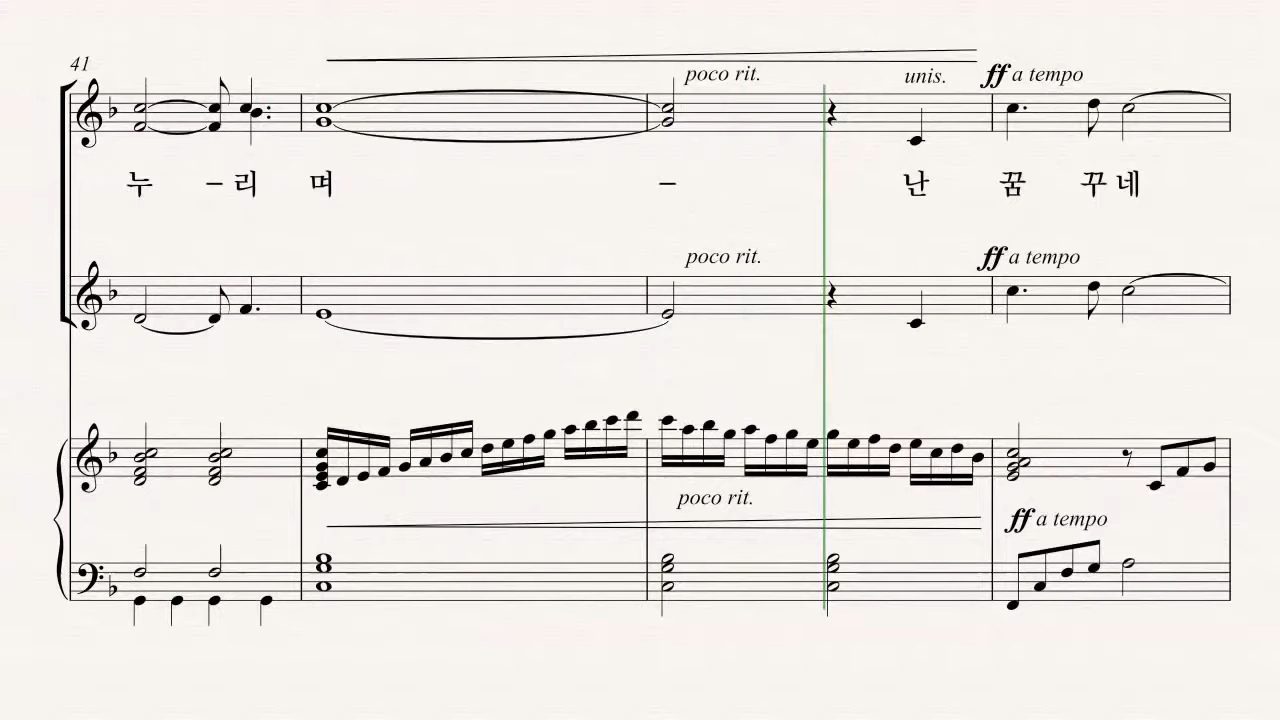 41
poco rit. unis. ff a tempo
누 – 리 며 – 난 꿈 꾸 네
poco rit. ff a tempo
poco rit.
ff a tempo